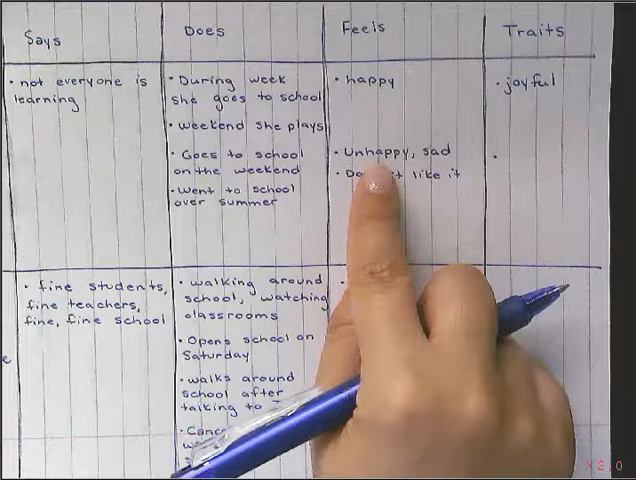 Says
Does
Feels
Traits
• not everyone is
learning
• During week
she goes to school
• weekend she plays
• Goes to school
on the weekend
• Went to school
over summer
• happy
• Unhappy, sad
like it
• joyful
•
• fine students,
fine teachers,
fine, fine school
• walking around
school, watching
classrooms
• Opens school on
Saturday
• walks around
school after
talking to
e
X2.0